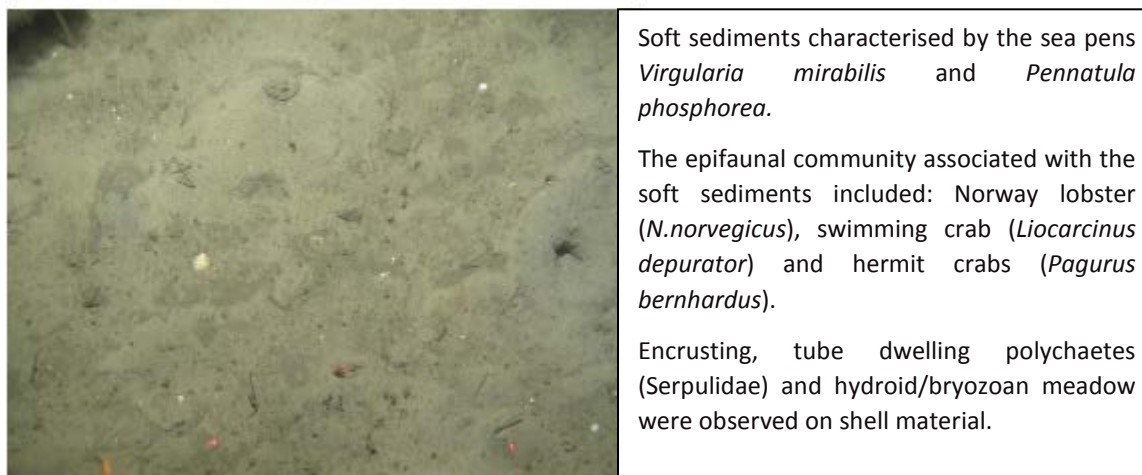 Soft sediments characterised by the sea pens
Virgularia mirabilis and Pennatula
phosphorea.
The epifaunal community associated with the
soft sediments included: Norway lobster
(N.norvegicus), swimming crab (Liocarcinus
depurator) and hermit crabs (Pagurus
bernhardus).
Encrusting, tube dwelling polychaetes
(Serpulidae) and hydroid/bryozoan meadow
were observed on shell material.